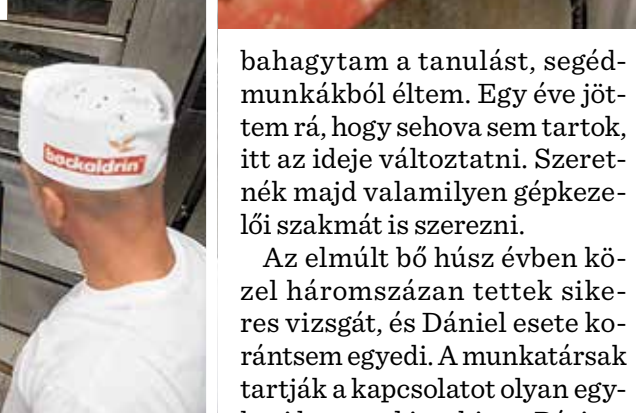 backaldrin
bahagytam a tanulást, segéd-
munkákból éltem. Egy éve jöt-
tem rá, hogy sehova sem tartok,
itt az ideje változtatni. Szeret-
nék majd valamilyen gépkeze-
lői szakmát is szerezni.
Az elmúlt bő húsz évben kö-
zel háromszázan tettek sike-
res vizsgát, és Dániel esete ko-
rántsem egyedi. A munkatársak
tartják a kapcsolatot olyan egy-